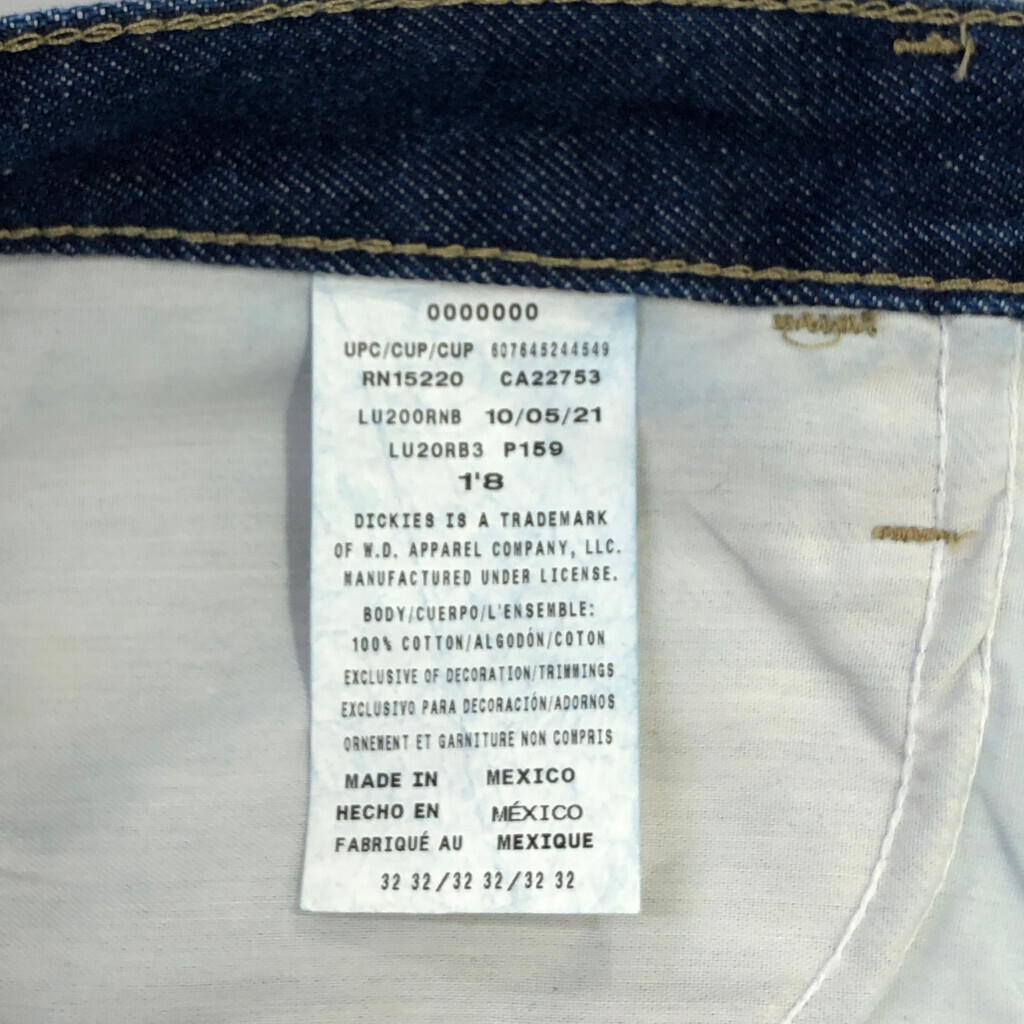 0000000
UPC/CUP/CUP 607645244549
RN15220 CA22753
LU200RNB 10/05/21
LU20RB3 P159
1'8
DICKIES IS A TRADEMARK
OF W.D. APPAREL COMPANY, LLC.
MANUFACTURED UNDER LICENSE.
BODY/CUERPO/L'ENSEMBLE:
100% COTTON/ALGODÓN/COTON
EXCLUSIVE OF DECORATION/TRIMMINGS
EXCLUSIVO PARA DECORACIÓN/ADORNOS
ORNEMENT ET GARNITURE NON COMPRIS
MADE IN MEXICO
HECHO EN MÉXICO
FABRIQUÉ AU MEXIQUE
32 32/32 32/32 32